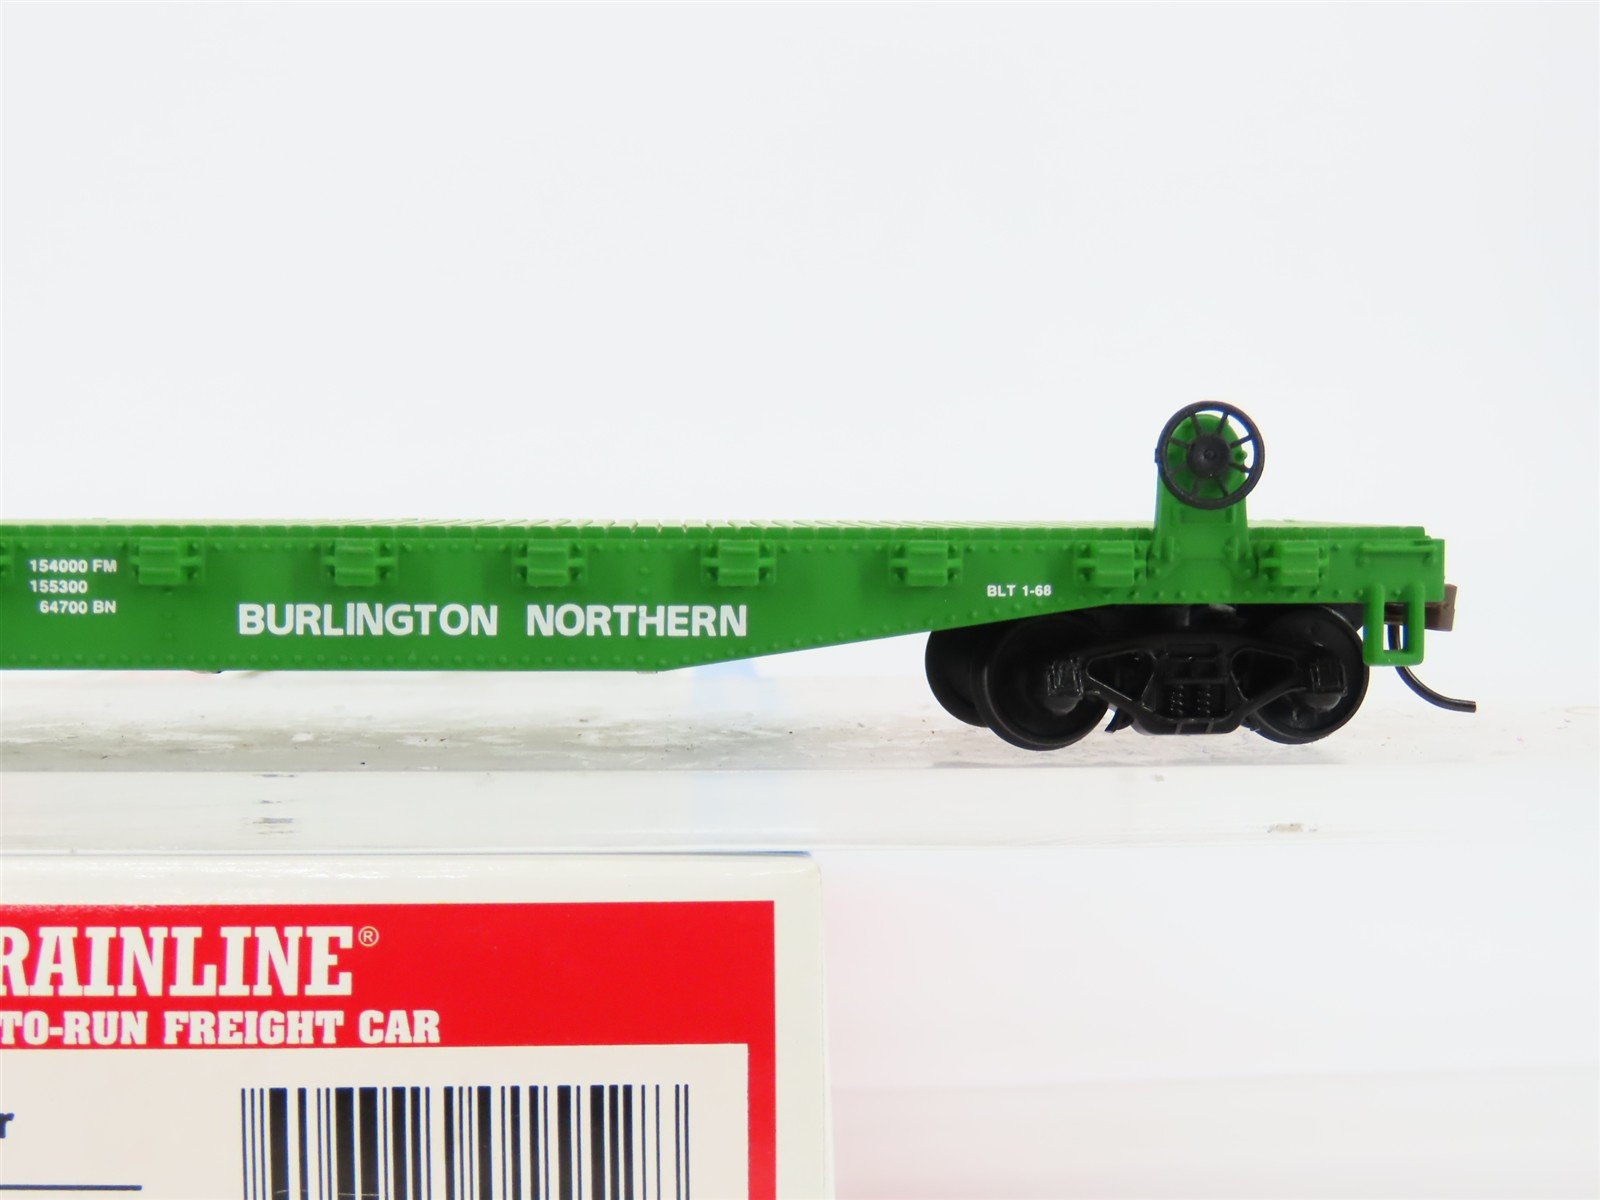 154000 FM
155300
64700 BN
BURLINGTON NORTHERN
BLT 1-68
RAINLINE®
TO-RUN FREIGHT CAR
r